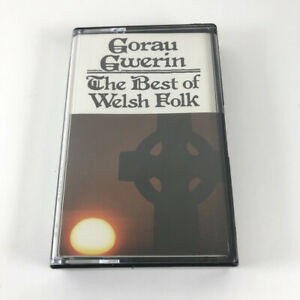 Gorau
Gwerin
The Best of
Welsh Folk